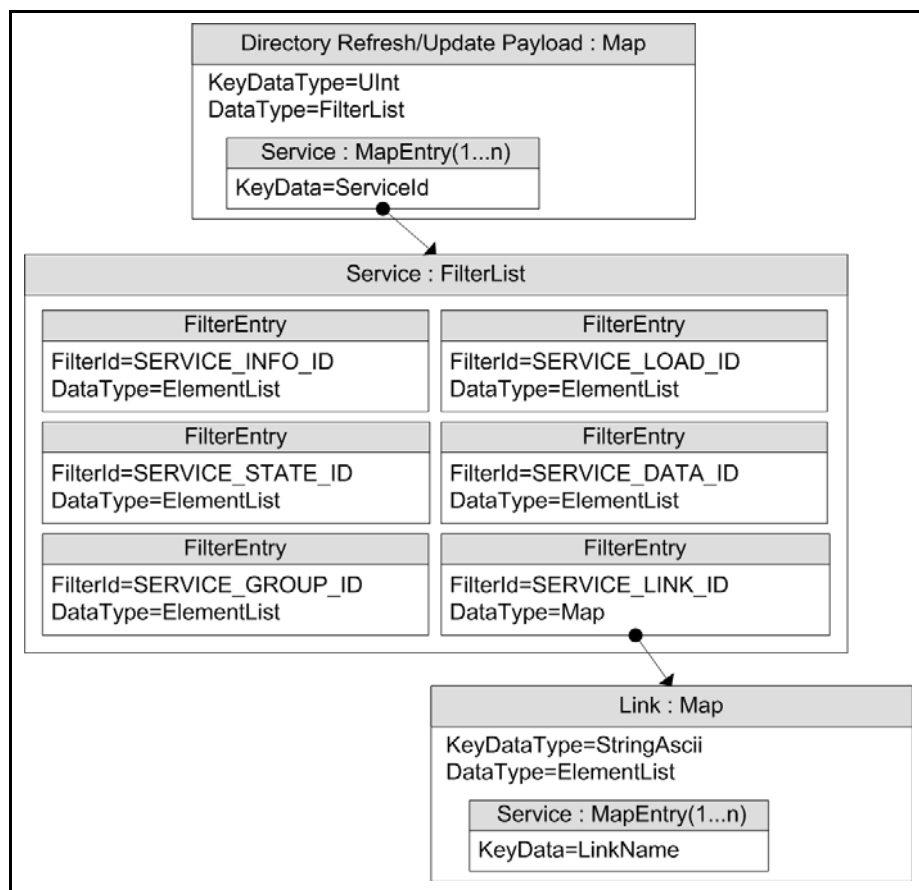 Directory Refresh/Update Payload : Map
KeyDataType=UInt
DataType=FilterList
Service : MapEntry(1...n)
KeyData=ServiceId
Service : FilterList
FilterEntry
FilterId=SERVICE_INFO_ID
DataType=ElementList
FilterEntry
FilterId=SERVICE_LOAD_ID
DataType=ElementList
FilterEntry
FilterId=SERVICE_STATE_ID
DataType=ElementList
FilterEntry
FilterId=SERVICE_DATA_ID
DataType=ElementList
FilterEntry
FilterId=SERVICE_GROUP_ID
DataType=ElementList
FilterEntry
FilterId=SERVICE_LINK_ID
DataType=Map
Link : Map
KeyDataType=StringAscii
DataType=ElementList
Service : MapEntry(1...n)
KeyData=LinkName